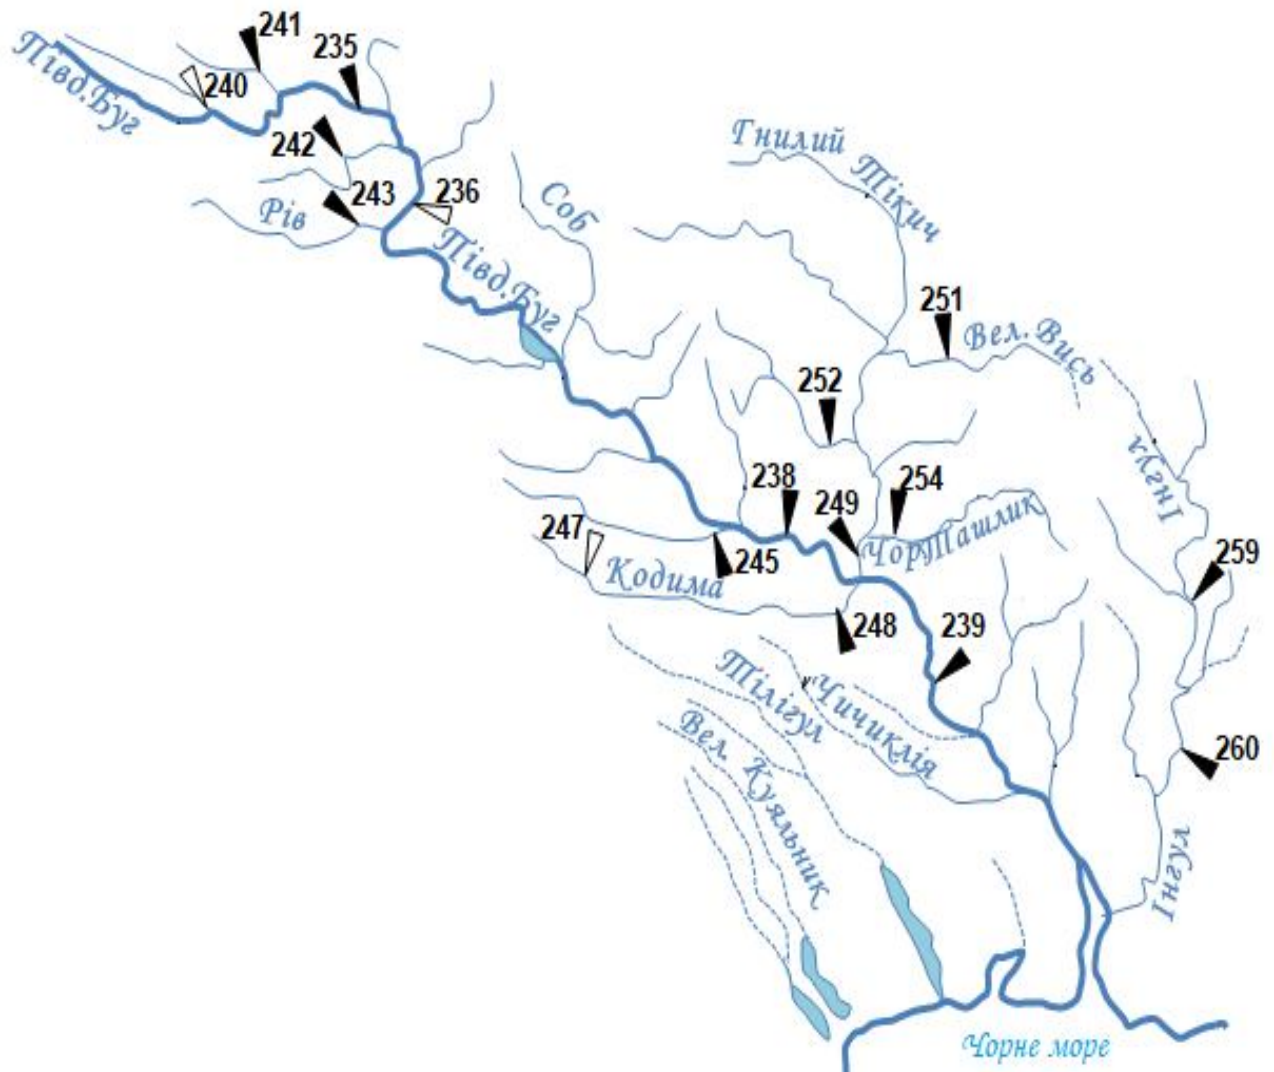 241
235
Півд.Буг
240
242
Гнилий Тікич
243
236
Рів
Соб
Півд.Буг
251
Вел. Вись
252
Інгул
238
254
249
247
ЧорТашлик
245
Кодима
259
248
239
Тілігул
Чичиклія
Вел. Куяльник
260
Інгул
Чорне море